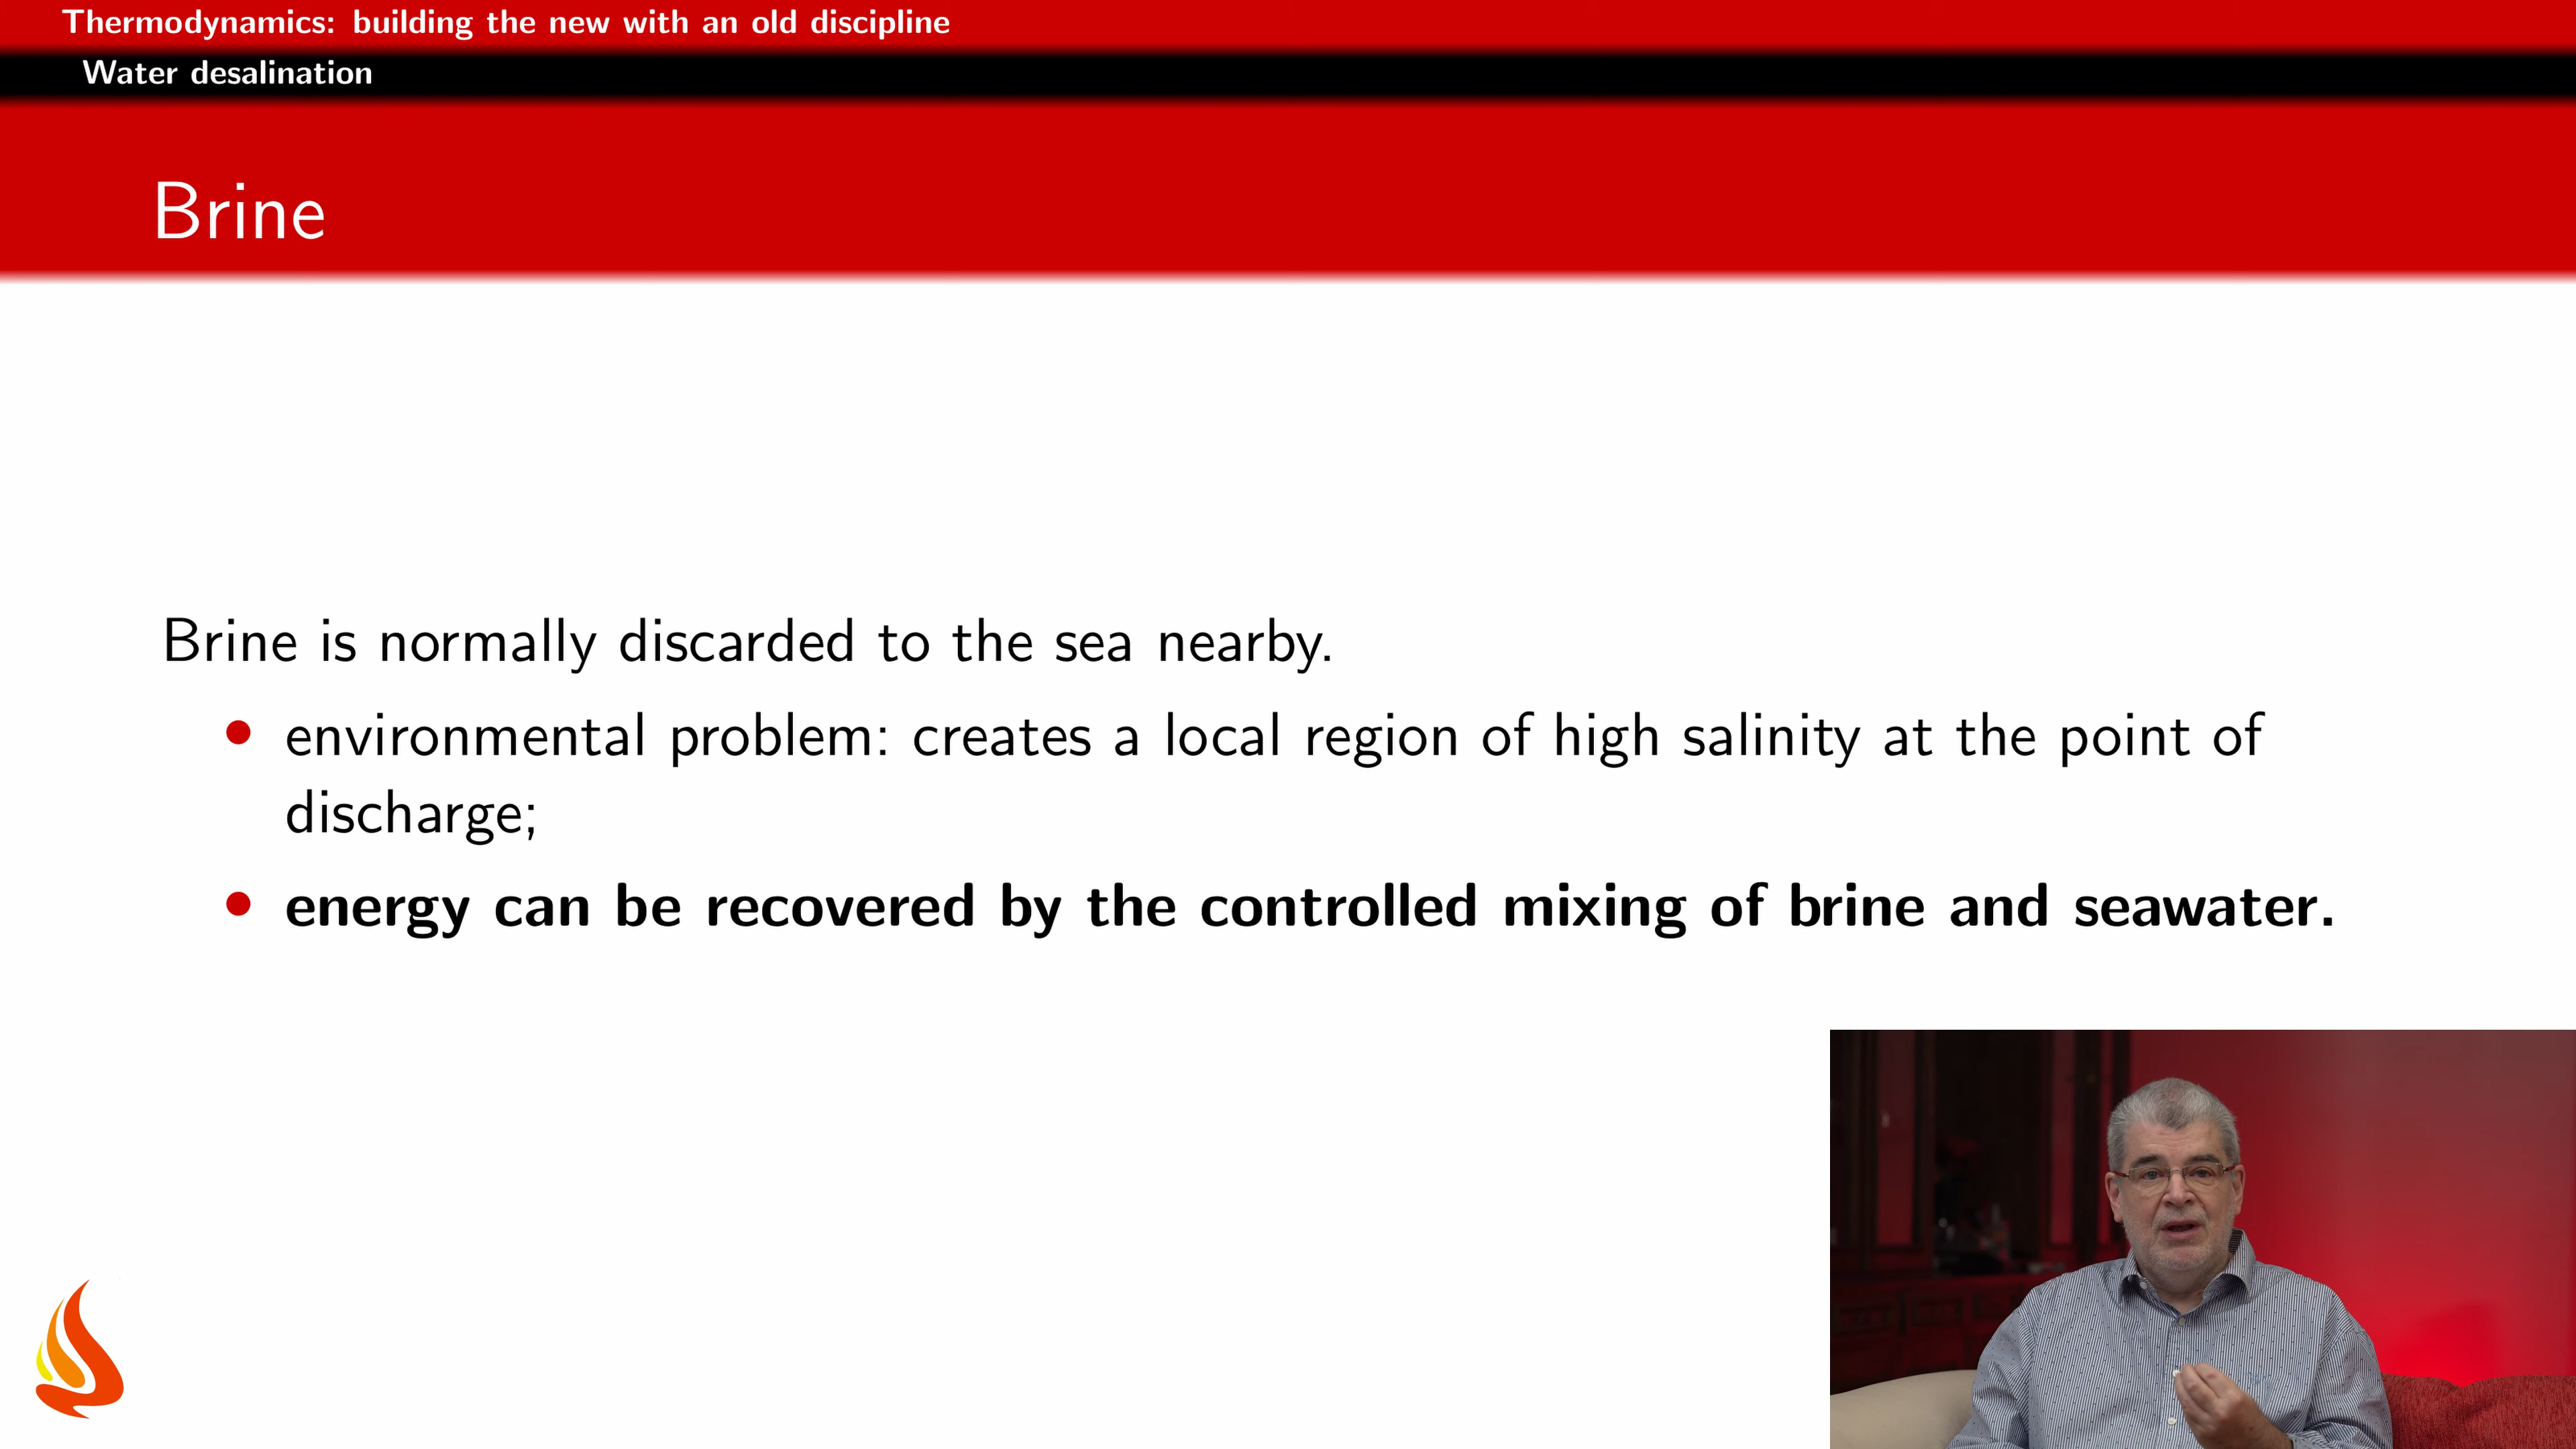 Thermodynamics: building the new with an old discipline
Water desalination
Brine
Brine is normally discarded to the sea nearby.
• environmental problem: creates a local region of high salinity at the point of
discharge;
• energy can be recovered by the controlled mixing of brine and seawater.